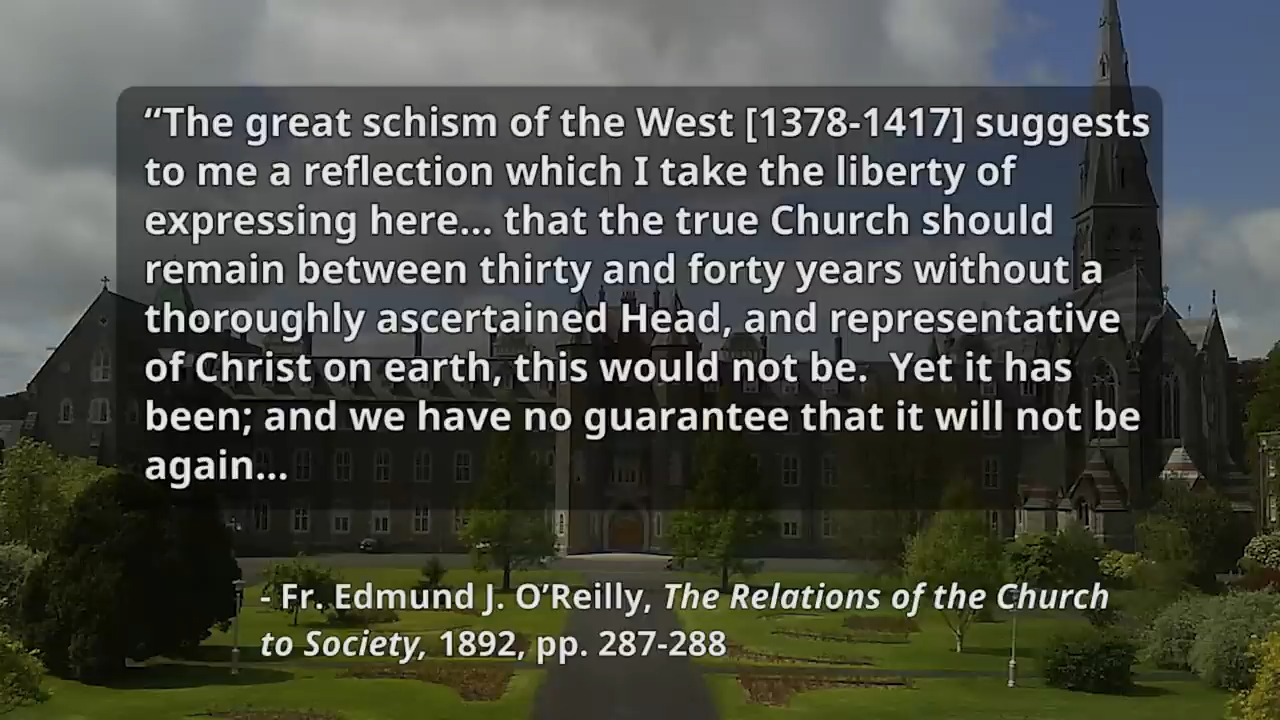 “The great schism of the West [1378-1417] suggests
to me a reflection which I take the liberty of
expressing here... that the true Church should
remain between thirty and forty years without a
thoroughly ascertained Head, and representative
of Christ on earth, this would not be.  Yet it has
been; and we have no guarantee that it will not be
again...
- Fr. Edmund J. O’Reilly, The Relations of the Church
to Society, 1892, pp. 287-288